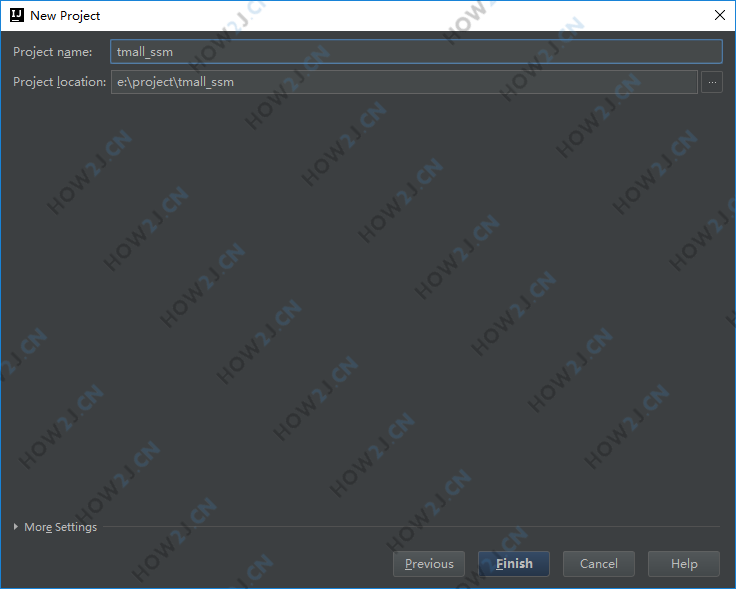 New Project
Project name: tmall_ssm
Project location: e:\project\tmall_ssm ...
More Settings
Previous Finish Cancel Help
HOW2J.CN